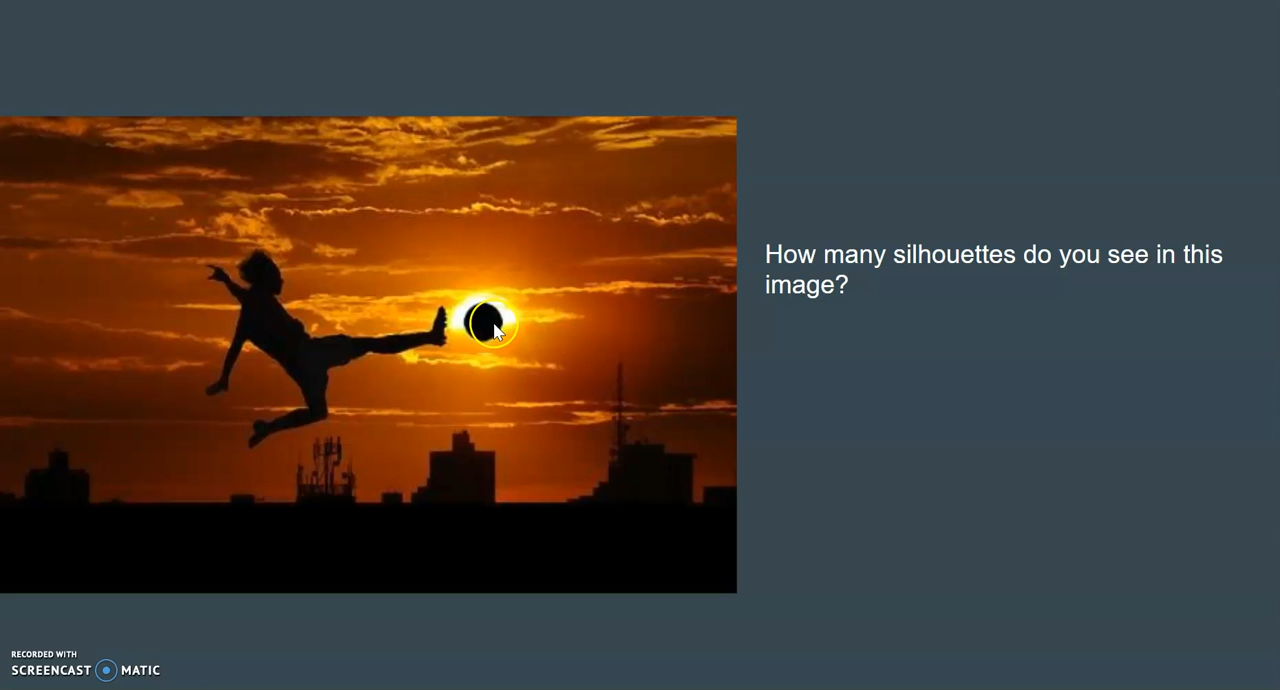 How many silhouettes do you see in this
image?
RECORDED WITH
SCREENCAST MATIC